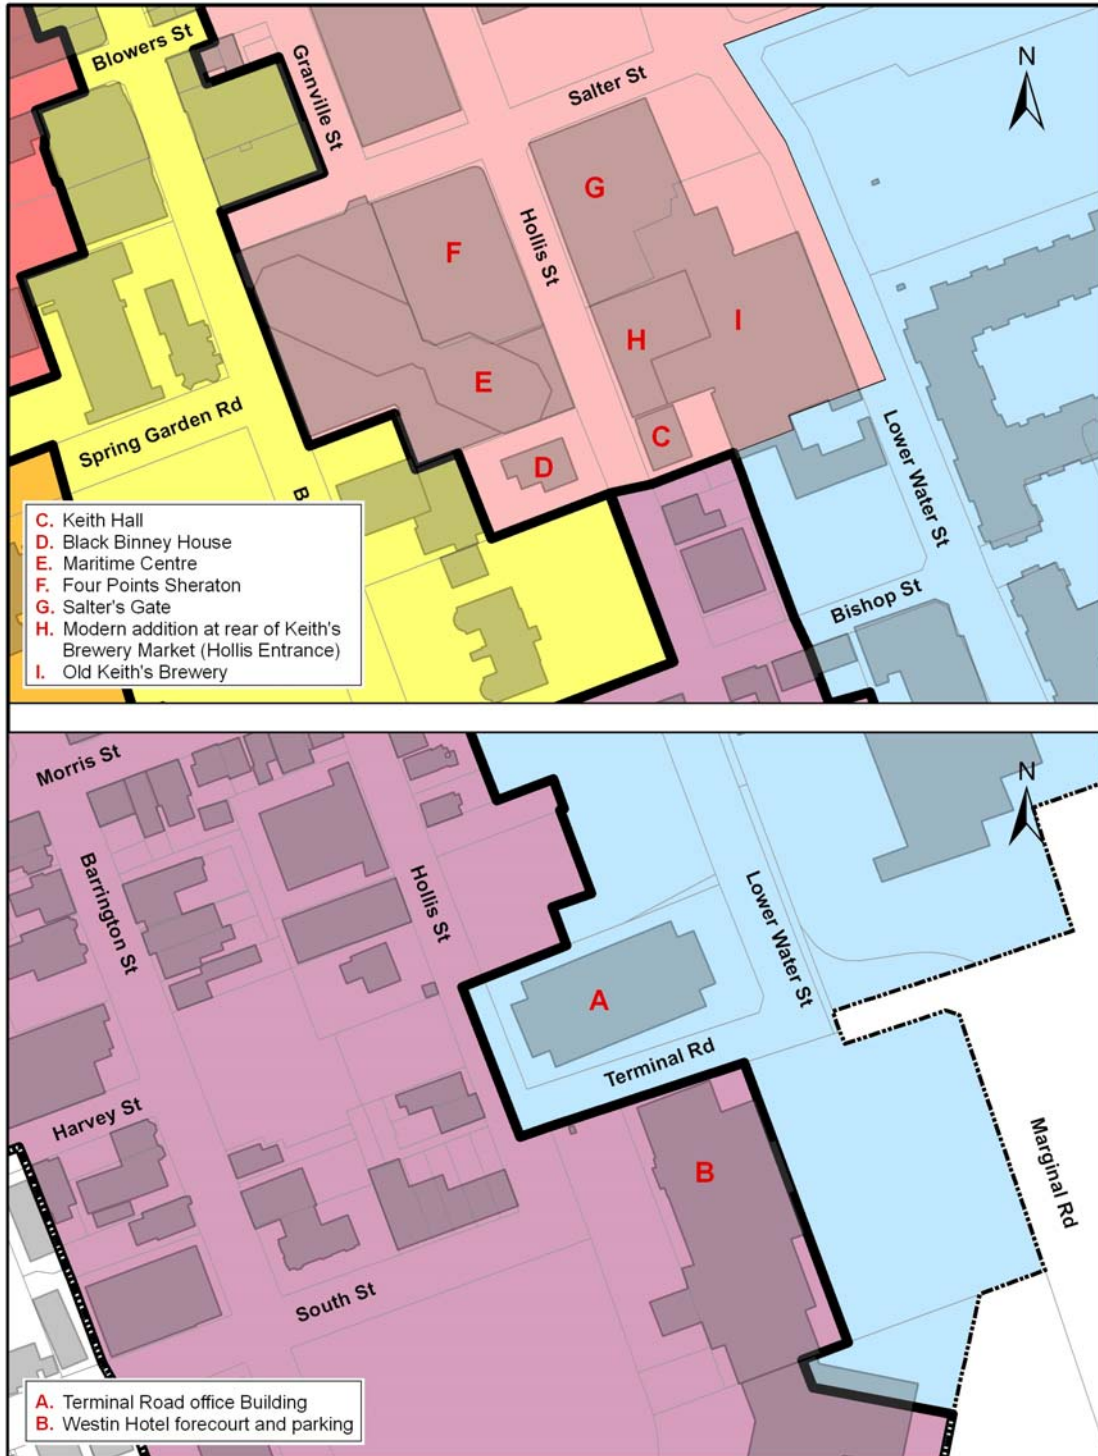 Blowers St
Granville St
Salter St
N
G
Hollis St
F
I
H
E
Spring Garden Rd
C
D
B
Lower Water St
Bishop St
C. Keith Hall
D. Black Binney House
E. Maritime Centre
F. Four Points Sheraton
G. Salter's Gate
H. Modern addition at rear of Keith's
Brewery Market (Hollis Entrance)
I. Old Keith's Brewery
Morris St
N
Barrington St
Hollis St
Lower Water St
A
Terminal Rd
Harvey St
B
Marginal Rd
South St
A. Terminal Road office Building
B. Westin Hotel forecourt and parking